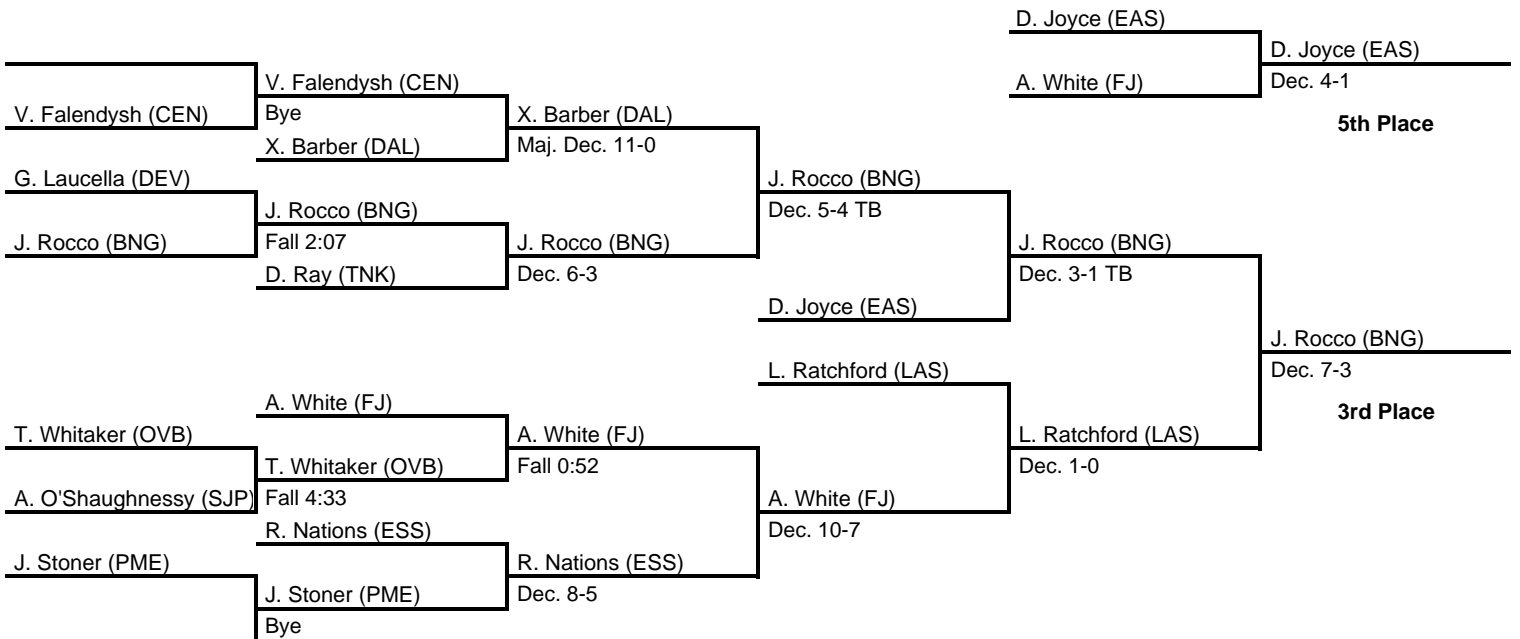 D. Joyce (EAS)
D. Joyce (EAS)
A. White (FJ)
Dec. 4-1
5th Place
V. Falendysh (CEN)
V. Falendysh (CEN)
Bye
X. Barber (DAL)
X. Barber (DAL)
Maj. Dec. 11-0
G. Laucella (DEV)
J. Rocco (BNG)
Dec. 5-4 TB
J. Rocco (BNG)
J. Rocco (BNG)
Fall 2:07
J. Rocco (BNG)
J. Rocco (BNG)
D. Ray (TNK)
Dec. 6-3
Dec. 3-1 TB
D. Joyce (EAS)
J. Rocco (BNG)
L. Ratchford (LAS)
Dec. 7-3
3rd Place
A. White (FJ)
T. Whitaker (OVB)
A. White (FJ)
L. Ratchford (LAS)
T. Whitaker (OVB)
Fall 0:52
Dec. 1-0
A. O'Shaughnessy (SJP)
Fall 4:33
A. White (FJ)
R. Nations (ESS)
Dec. 10-7
J. Stoner (PME)
R. Nations (ESS)
J. Stoner (PME)
Dec. 8-5
Bye